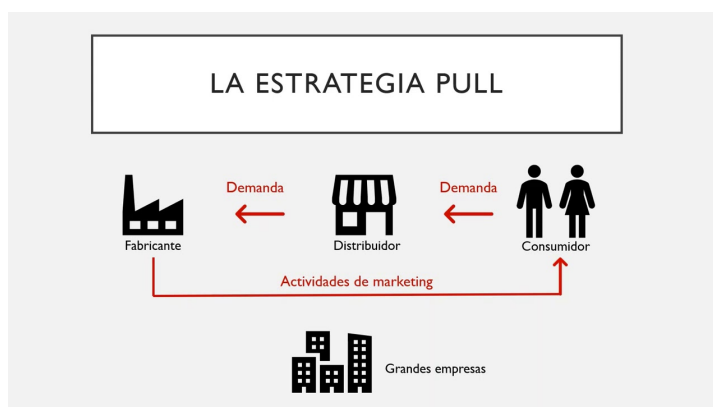 LA ESTRATEGIA PULL
Demanda
Demanda
Fabricante
Distribuidor
Consumidor
Actividades de marketing
Grandes empresas